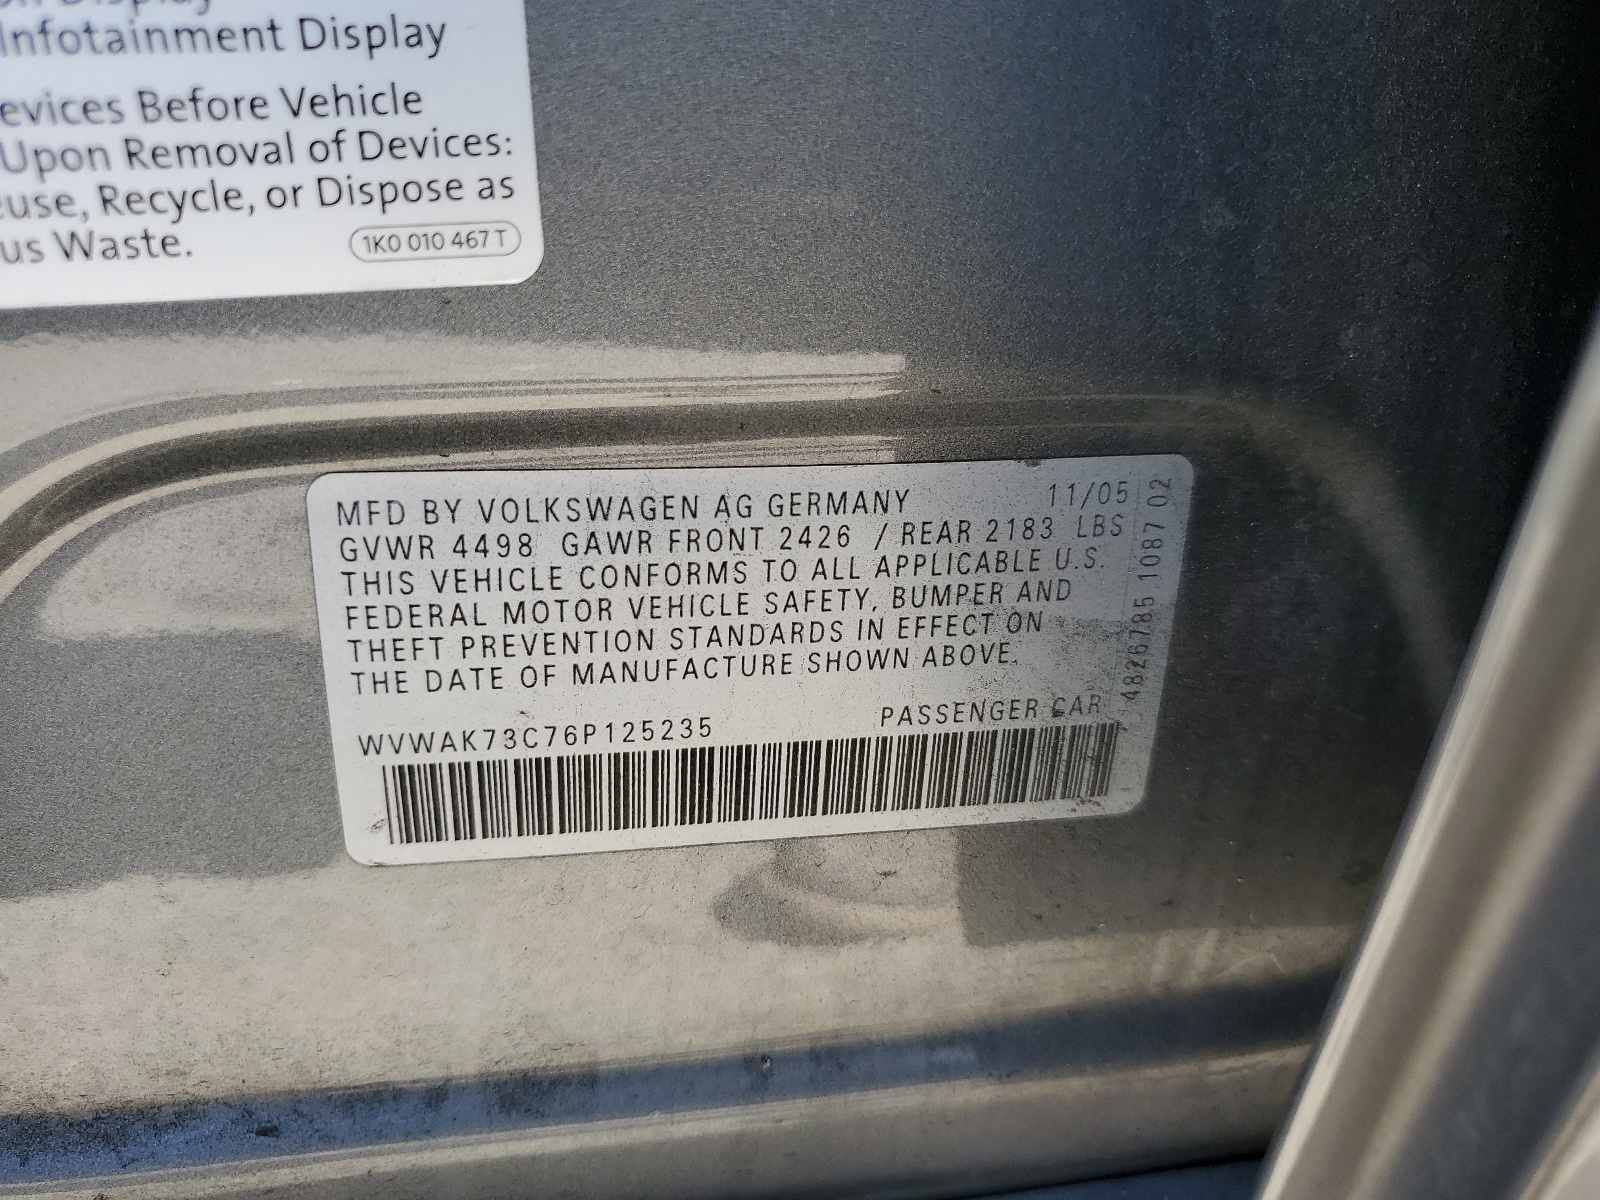 Display
Infotainment Display
evices Before Vehicle
Upon Removal of Devices:
euse, Recycle, or Dispose as
us Waste.
1K0 010 467 T
MFD BY VOLKSWAGEN AG GERMANY 11/05
GVWR 4498 GAWR FRONT 2426 / REAR 2183 LBS
THIS VEHICLE CONFORMS TO ALL APPLICABLE U.S.
FEDERAL MOTOR VEHICLE SAFETY, BUMPER AND
THEFT PREVENTION STANDARDS IN EFFECT ON
THE DATE OF MANUFACTURE SHOWN ABOVE.
WVWAK73C76P125235 PASSENGER CAR
4826785 1087 02